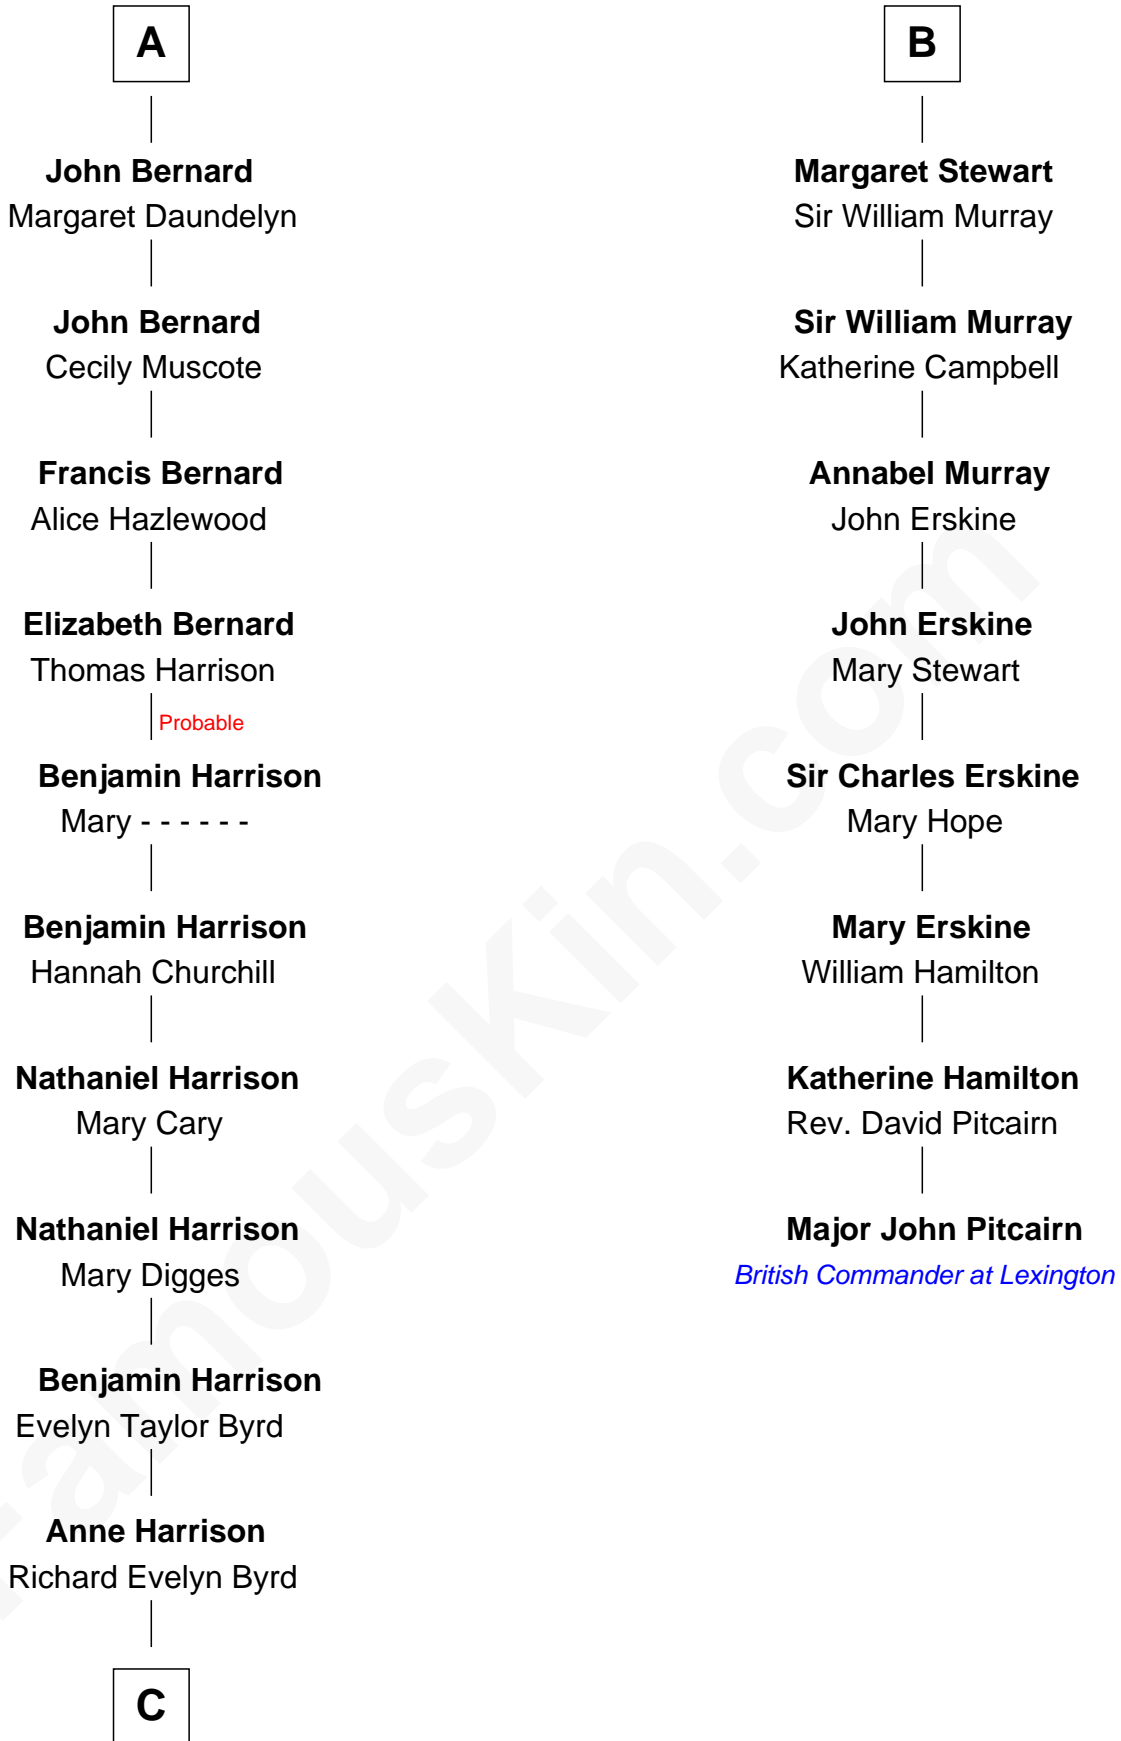 A
John Bernard
Margaret Daundelyn
John Bernard
Cecily Muscote
Francis Bernard
Alice Hazlewood
Elizabeth Bernard
Thomas Harrison
Probable
Benjamin Harrison
Mary - - - - - -
Benjamin Harrison
Hannah Churchill
Nathaniel Harrison
Mary Cary
Nathaniel Harrison
Mary Digges
Benjamin Harrison
Evelyn Taylor Byrd
Anne Harrison
Richard Evelyn Byrd
C
B
Margaret Stewart
Sir William Murray
Sir William Murray
Katherine Campbell
Annabel Murray
John Erskine
John Erskine
Mary Stewart
Sir Charles Erskine
Mary Hope
Mary Erskine
William Hamilton
Katherine Hamilton
Rev. David Pitcairn
Major John Pitcairn
British Commander at Lexington
FamousKin.com